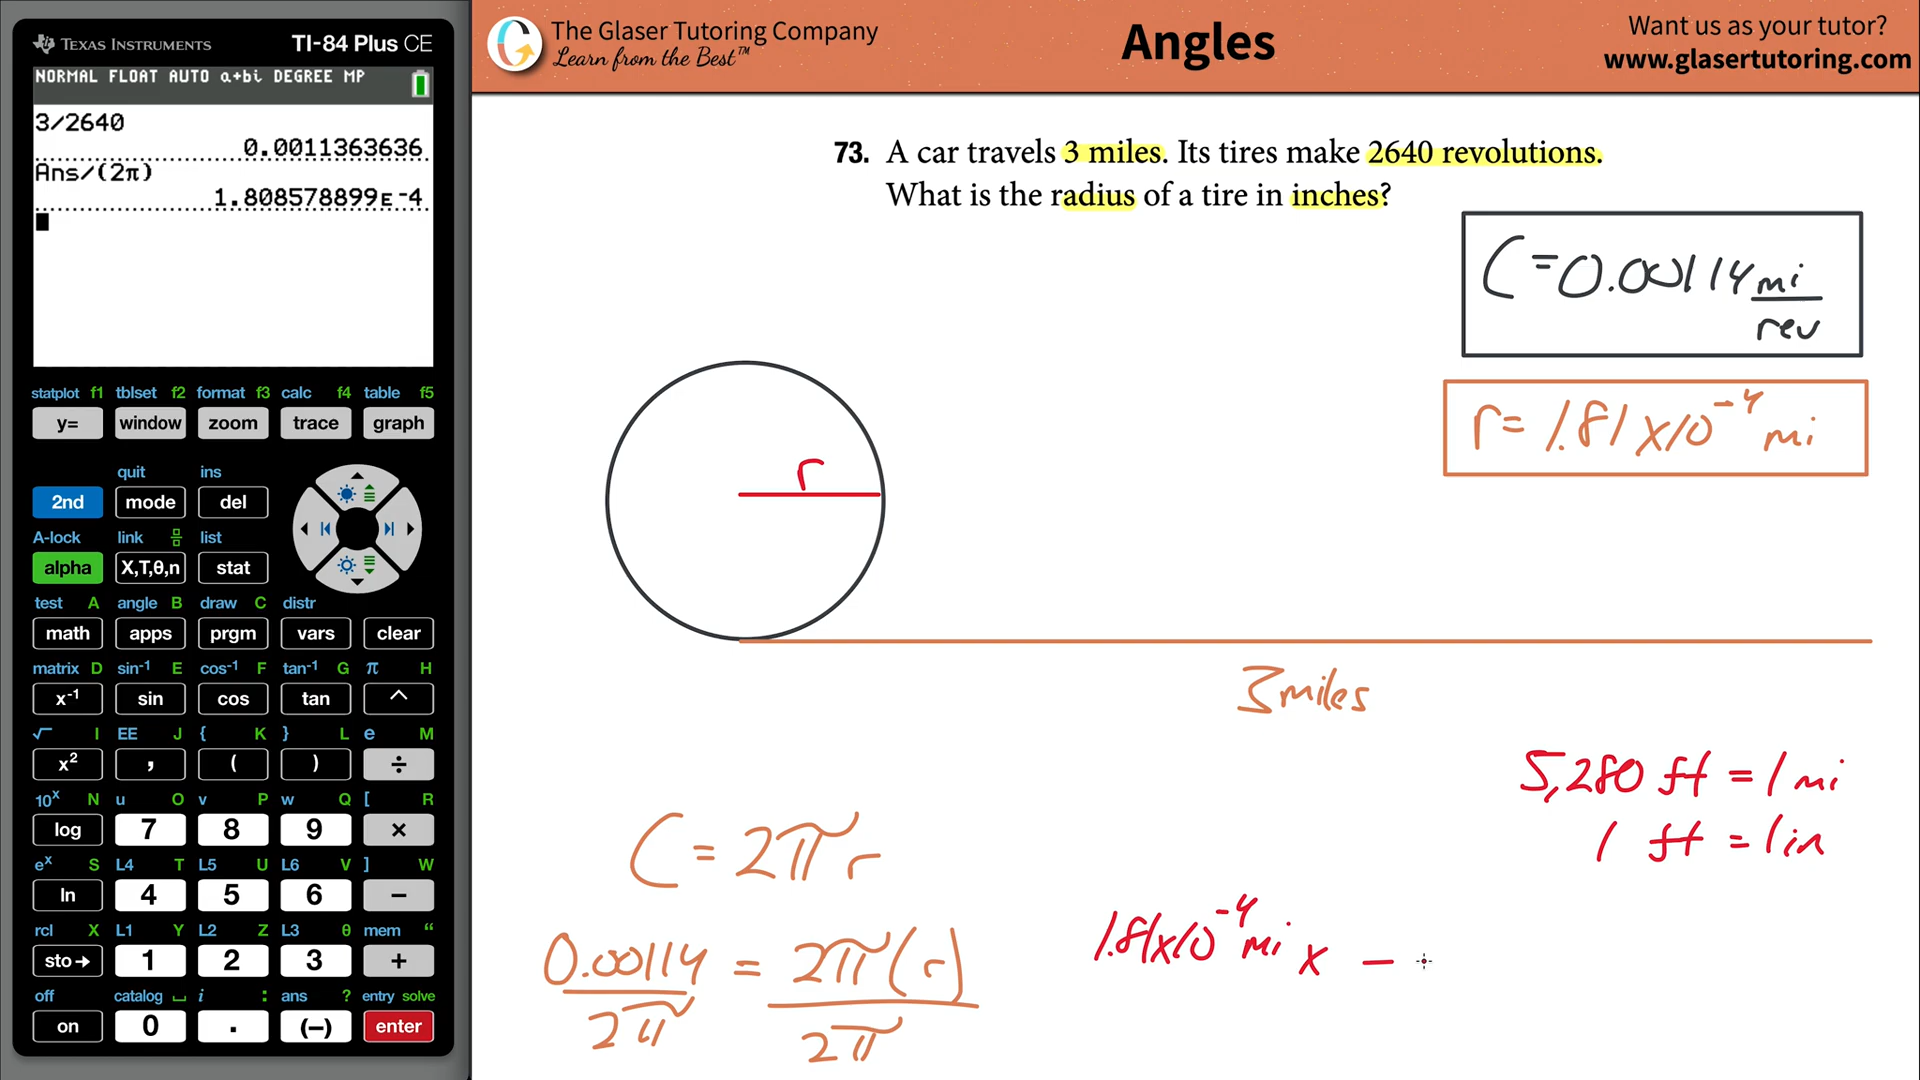 TEXAS INSTRUMENTS TI-84 Plus CE
NORMAL FLOAT AUTO a+bi DEGREE MP
3/2640
0.0011363636
Ans/(2π)
1.808578899E-4
statplot f1 tblset f2 format f3 calc f4 table f5
y= window zoom trace graph
quit ins
2nd mode del
A-lock link list
alpha X,T,θ,n stat
test A angle B draw C distr
math apps prgm vars clear
matrix D sin⁻¹ E cos⁻¹ F tan⁻¹ G π H
x⁻¹ sin cos tan ^
√ I EE J { K } L e M
x² , ( ) ÷
10ˣ N u O v P w Q [ R
log 7 8 9 ×
eˣ S L4 T L5 U L6 V ] W
ln 4 5 6 −
rcl X L1 Y L2 Z L3 θ mem "
sto→ 1 2 3 +
off catalog ⎵ i : ans ? entry solve
on 0 . (−) enter
The Glaser Tutoring Company
Learn from the Best™
Angles
Want us as your tutor?
www.glasertutoring.com
73. A car travels 3 miles. Its tires make 2640 revolutions.
What is the radius of a tire in inches?
C=0.00114 mi
rev
r= 1.81x10⁻⁴ mi
r
3miles
5,280 ft = 1 mi
1 ft = 1in
C = 2πr
1.81x10⁻⁴mi x —
0.00114 = 2π(r)
2π 2π